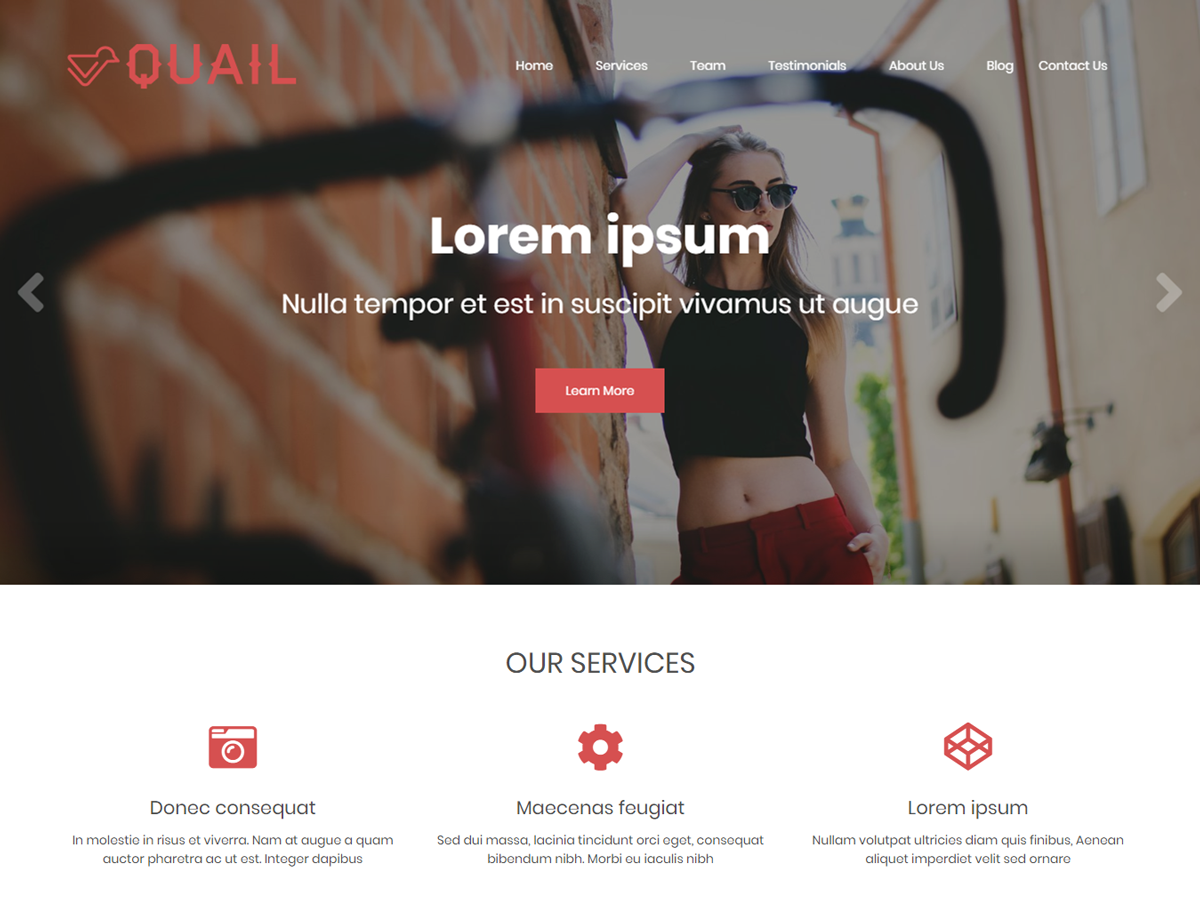 QUAIL
Home Services Team Testimonials About Us Blog Contact Us
Lorem ipsum
Nulla tempor et est in suscipit vivamus ut augue
Learn More
OUR SERVICES
Donec consequat
In molestie in risus et viverra. Nam at augue a quam
auctor pharetra ac ut est. Integer dapibus
Maecenas feugiat
Sed dui massa, lacinia tincidunt orci eget, consequat
bibendum nibh. Morbi eu iaculis nibh
Lorem ipsum
Nullam volutpat ultricies diam quis finibus, Aenean
aliquet imperdiet velit sed ornare